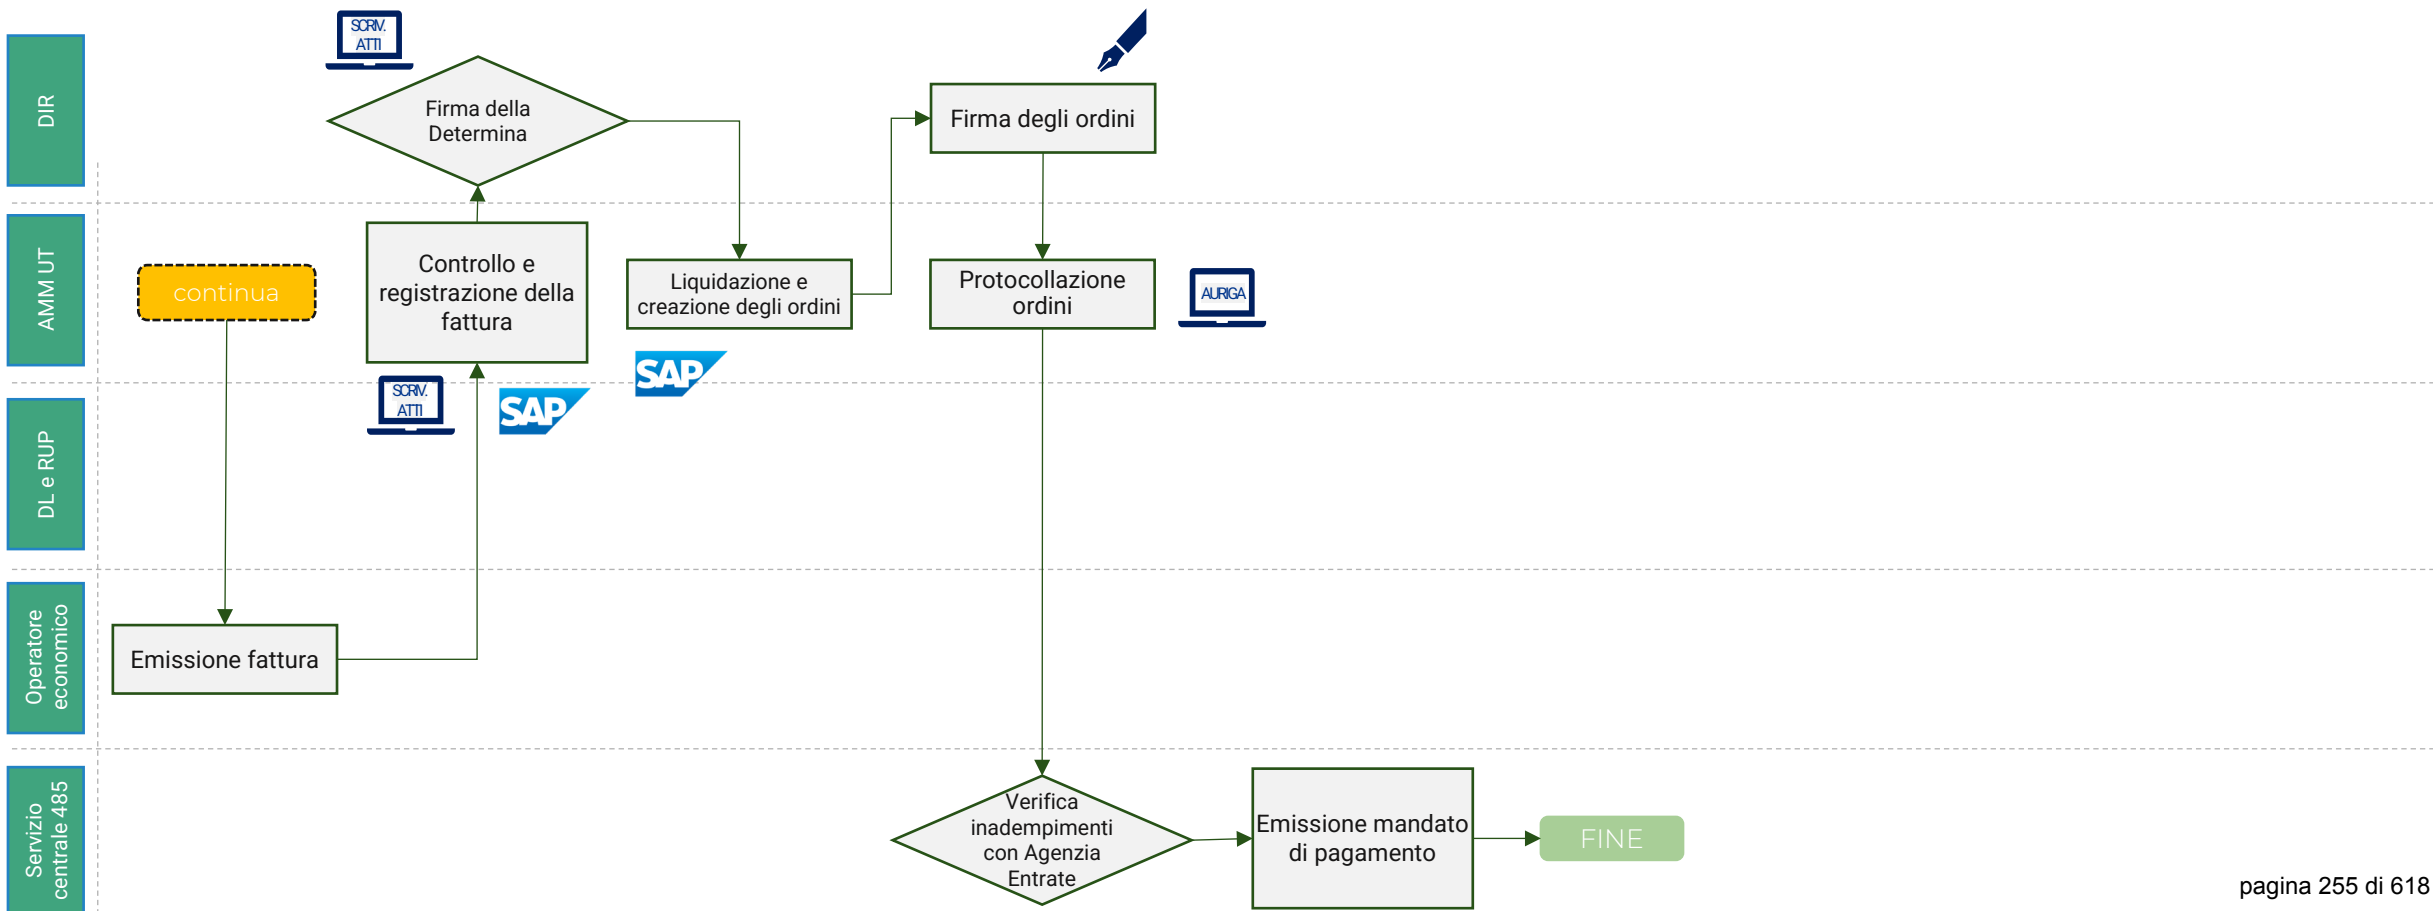 SCRIV.
ATTI
DIR
Firma della
Determina
Firma degli ordini
AMM UT
continua
Controllo e
registrazione della
fattura
Liquidazione e
creazione degli ordini
Protocollazione
ordini
AURIGA
SAP
SCRIV.
ATTI
SAP
DL e RUP
Operatore
economico
Emissione fattura
Servizio
centrale 485
Verifica
inadempimenti
con Agenzia
Entrate
Emissione mandato
di pagamento
FINE
pagina 255 di 618